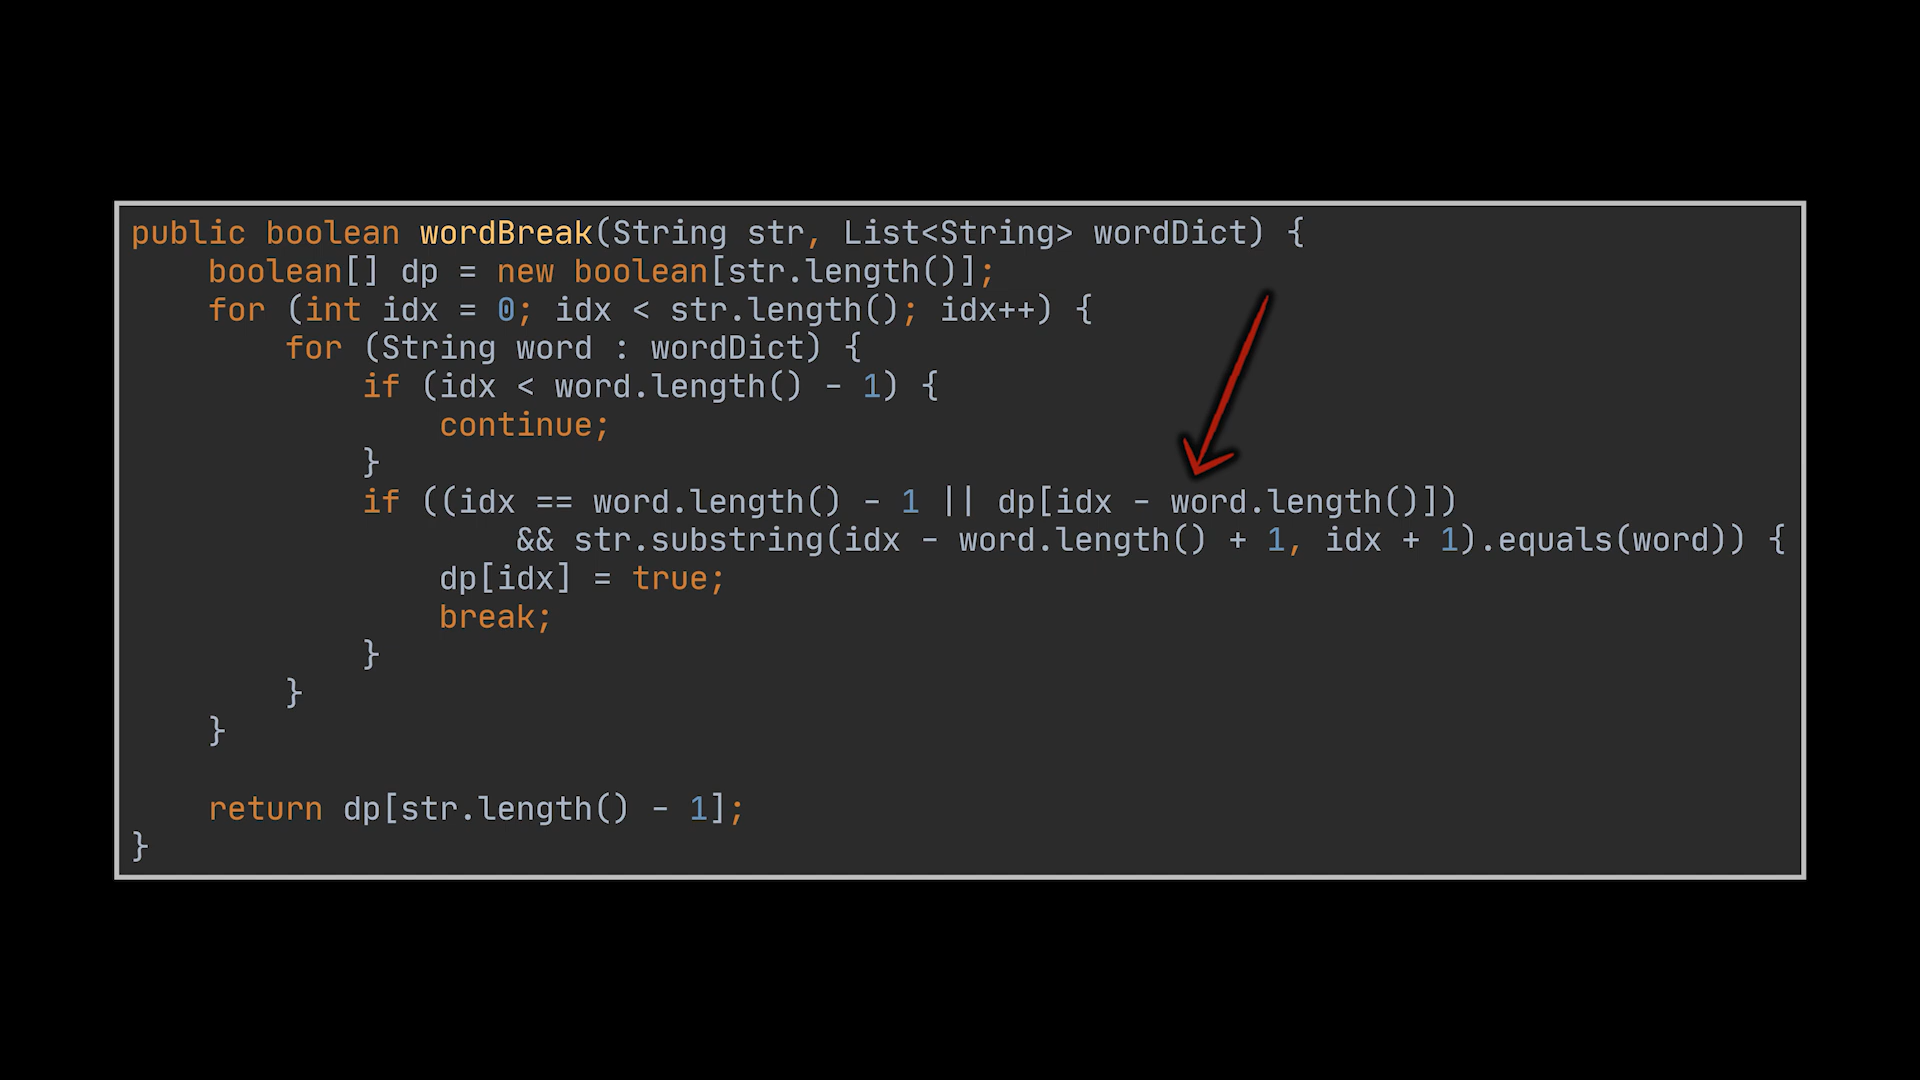 public boolean wordBreak(String str, List<String> wordDict) {
    boolean[] dp = new boolean[str.length()];
    for (int idx = 0; idx < str.length(); idx++) {
        for (String word : wordDict) {
            if (idx < word.length() - 1) {
                continue;
            }
            if ((idx == word.length() - 1 || dp[idx - word.length()])
                    && str.substring(idx - word.length() + 1, idx + 1).equals(word)) {
                dp[idx] = true;
                break;
            }
        }
    }

    return dp[str.length() - 1];
}